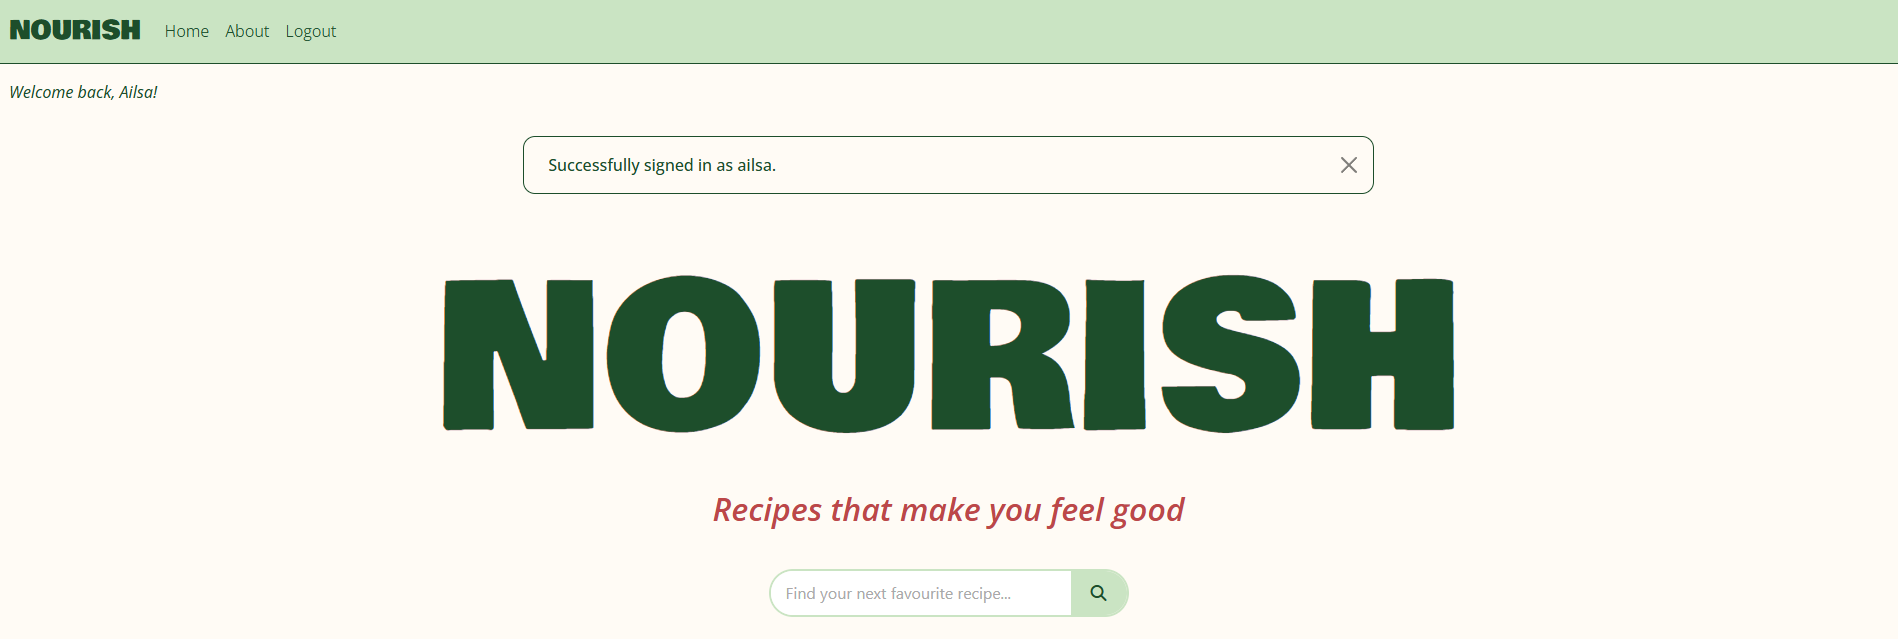 NOURISH Home About Logout
Welcome back, Ailsa!
Successfully signed in as ailsa.
NOURISH
Recipes that make you feel good
Find your next favourite recipe...